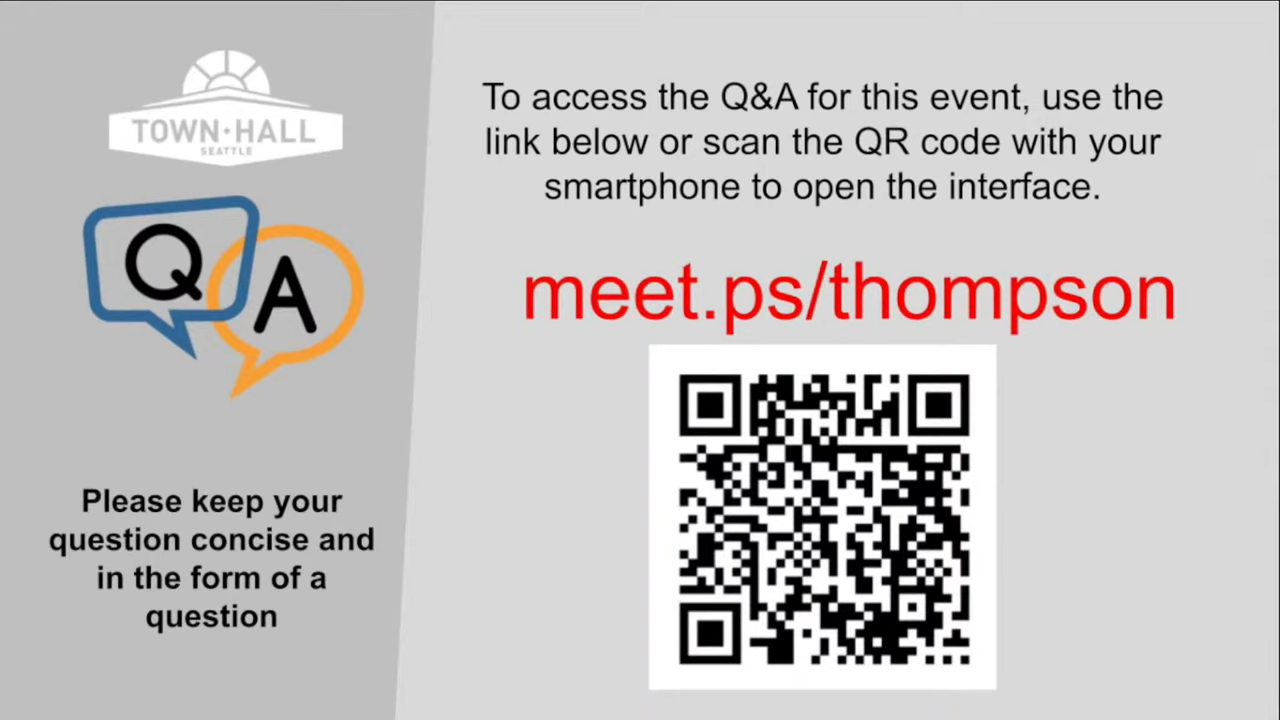 TOWN·HALL
SEATTLE
Q
A
Please keep your
question concise and
in the form of a
question
To access the Q&A for this event, use the
link below or scan the QR code with your
smartphone to open the interface.
meet.ps/thompson